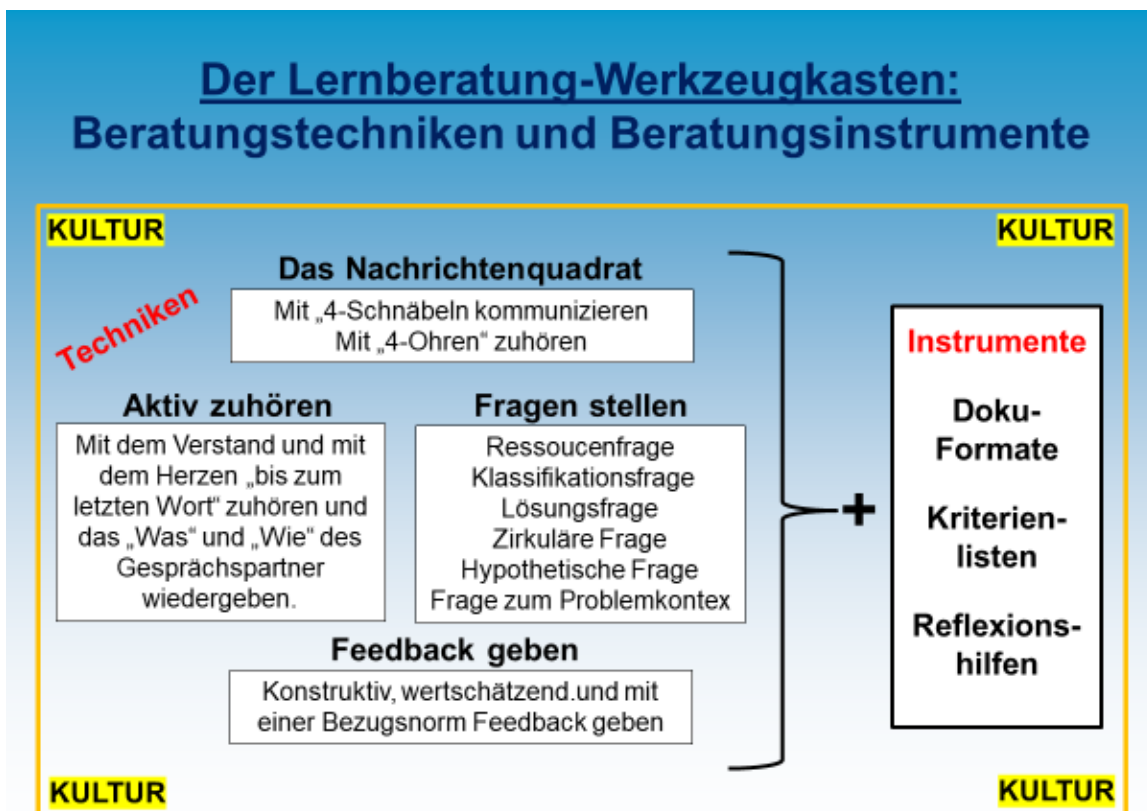 Der Lernberatung-Werkzeugkasten:
Beratungstechniken und Beratungsinstrumente
KULTUR
KULTUR
Techniken
Das Nachrichtenquadrat
Mit „4-Schnäbeln kommunizieren
Mit „4-Ohren“ zuhören
Aktiv zuhören
Mit dem Verstand und mit
dem Herzen „bis zum
letzten Wort“ zuhören und
das „Was“ und „Wie“ des
Gesprächspartner
wiedergeben.
Fragen stellen
Ressoucenfrage
Klassifikationsfrage
Lösungsfrage
Zirkuläre Frage
Hypothetische Frage
Frage zum Problemkontex
Feedback geben
Konstruktiv, wertschätzend.und mit
einer Bezugsnorm Feedback geben
+
Instrumente
Doku-
Formate
Kriterien-
listen
Reflexions-
hilfen
KULTUR
KULTUR